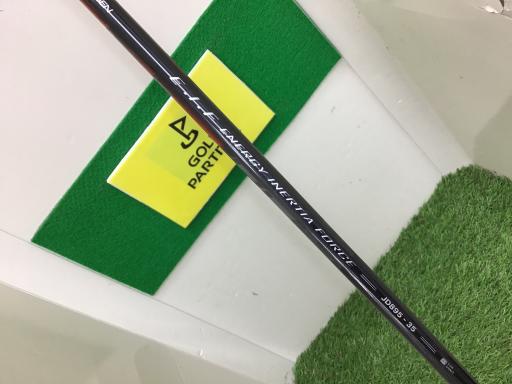 E.I.F ENERGY INERTIA FORCE
JD895-35
GOL
PARTN